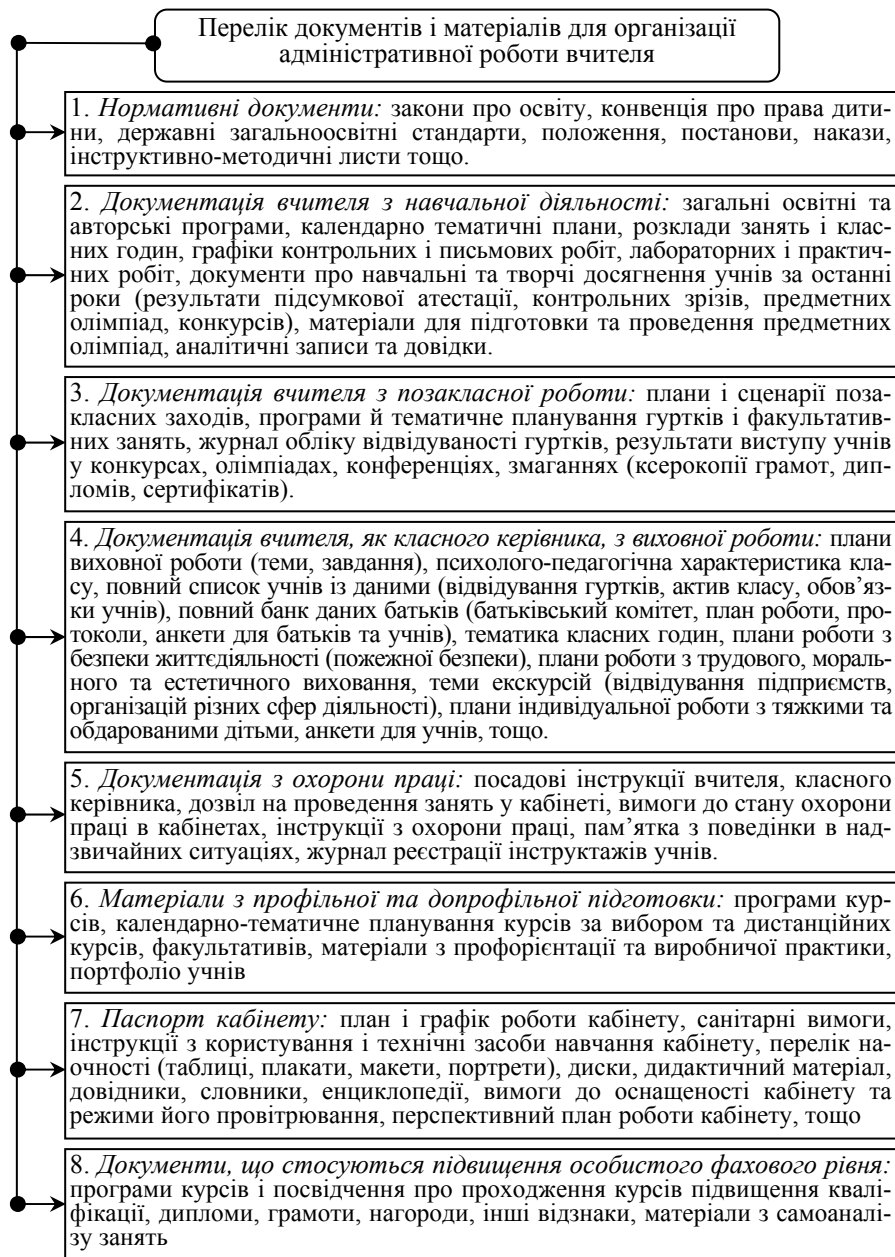 Перелік документів і матеріалів для організації
адміністративної роботи вчителя
1. Нормативні документи: закони про освіту, конвенція про права дити-
ни, державні загальноосвітні стандарти, положення, постанови, накази,
інструктивно-методичні листи тощо.
2. Документація вчителя з навчальної діяльності: загальні освітні та
авторські програми, календарно тематичні плани, розклади занять і клас-
них годин, графіки контрольних і письмових робіт, лабораторних і практич-
них робіт, документи про навчальні та творчі досягнення учнів за останні
роки (результати підсумкової атестації, контрольних зрізів, предметних
олімпіад, конкурсів), матеріали для підготовки та проведення предметних
олімпіад, аналітичні записи та довідки.
3. Документація вчителя з позакласної роботи: плани і сценарії поза-
класних заходів, програми й тематичне планування гуртків і факультатив-
них занять, журнал обліку відвідуваності гуртків, результати виступу учнів
у конкурсах, олімпіадах, конференціях, змаганнях (ксерокопії грамот, дип-
ломів, сертифікатів).
4. Документація вчителя, як класного керівника, з виховної роботи: плани
виховної роботи (теми, завдання), психолого-педагогічна характеристика кла-
су, повний список учнів із даними (відвідування гуртків, актив класу, обов’яз-
ки учнів), повний банк даних батьків (батьківський комітет, план роботи, про-
токоли, анкети для батьків та учнів), тематика класних годин, плани роботи з
безпеки життєдіяльності (пожежної безпеки), плани роботи з трудового, мораль-
ного та естетичного виховання, теми екскурсій (відвідування підприємств,
організацій різних сфер діяльності), плани індивідуальної роботи з тяжкими та
обдарованими дітьми, анкети для учнів, тощо.
5. Документація з охорони праці: посадові інструкції вчителя, класного
керівника, дозвіл на проведення занять у кабінеті, вимоги до стану охорони
праці в кабінетах, інструкції з охорони праці, пам’ятка з поведінки в над-
звичайних ситуаціях, журнал реєстрації інструктажів учнів.
6. Матеріали з профільної та допрофільної підготовки: програми кур-
сів, календарно-тематичне планування курсів за вибором та дистанційних
курсів, факультативів, матеріали з профорієнтації та виробничої практики,
портфоліо учнів
7. Паспорт кабінету: план і графік роботи кабінету, санітарні вимоги,
інструкції з користування і технічні засоби навчання кабінету, перелік на-
очності (таблиці, плакати, макети, портрети), диски, дидактичний матеріал,
довідники, словники, енциклопедії, вимоги до оснащеності кабінету та
режими його провітрювання, перспективний план роботи кабінету, тощо
8. Документи, що стосуються підвищення особистого фахового рівня:
програми курсів і посвідчення про проходження курсів підвищення квалі-
фікації, дипломи, грамоти, нагороди, інші відзнаки, матеріали з самоаналі-
зу занять